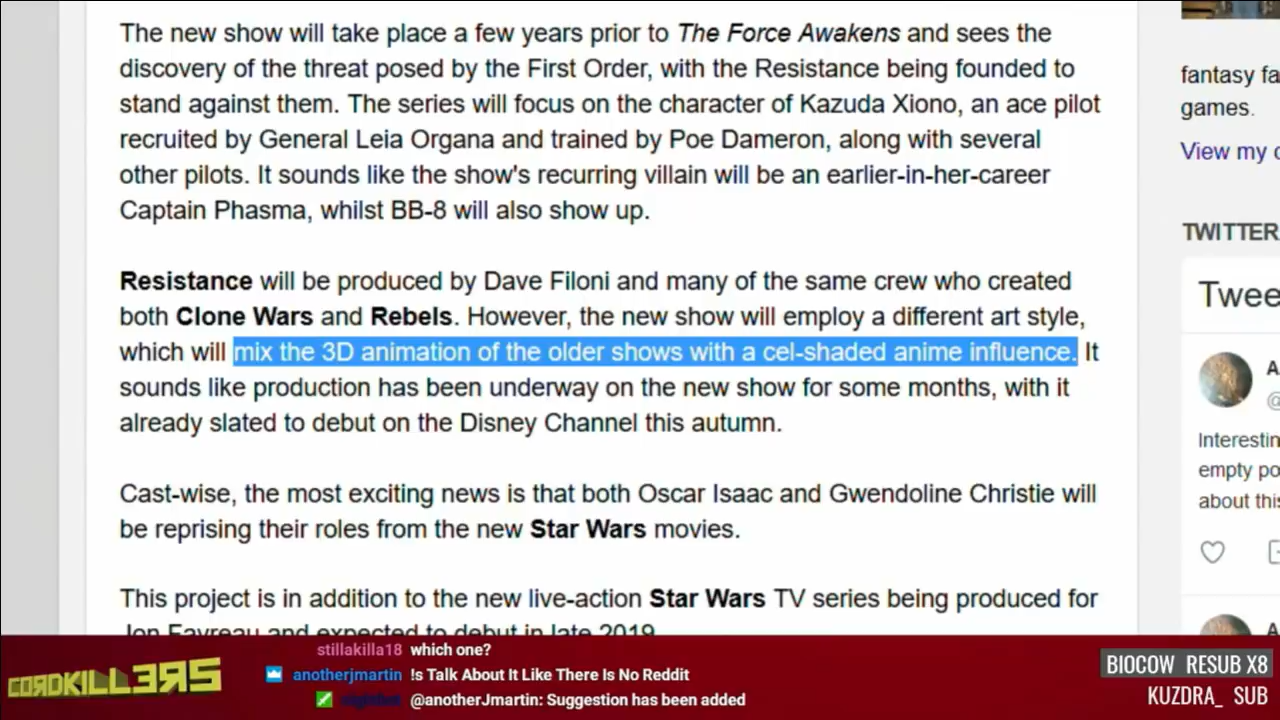 The new show will take place a few years prior to The Force Awakens and sees the
discovery of the threat posed by the First Order, with the Resistance being founded to
stand against them. The series will focus on the character of Kazuda Xiono, an ace pilot
recruited by General Leia Organa and trained by Poe Dameron, along with several
other pilots. It sounds like the show's recurring villain will be an earlier-in-her-career
Captain Phasma, whilst BB-8 will also show up.
Resistance will be produced by Dave Filoni and many of the same crew who created
both Clone Wars and Rebels. However, the new show will employ a different art style,
which will mix the 3D animation of the older shows with a cel-shaded anime influence. It
sounds like production has been underway on the new show for some months, with it
already slated to debut on the Disney Channel this autumn.
Cast-wise, the most exciting news is that both Oscar Isaac and Gwendoline Christie will
be reprising their roles from the new Star Wars movies.
This project is in addition to the new live-action Star Wars TV series being produced for
Jon Favreau and expected to debut in late 2019.
fantasy fa
games.
View my
TWITTER
Twee
A
@
Interestin
empty po
about this
A
CORDKILLERS
stillakilla18 which one?
anotherjmartin !s Talk About It Like There Is No Reddit
nightbot @anotherJmartin: Suggestion has been added
BIOCOW RESUB X8
KUZDRA_ SUB